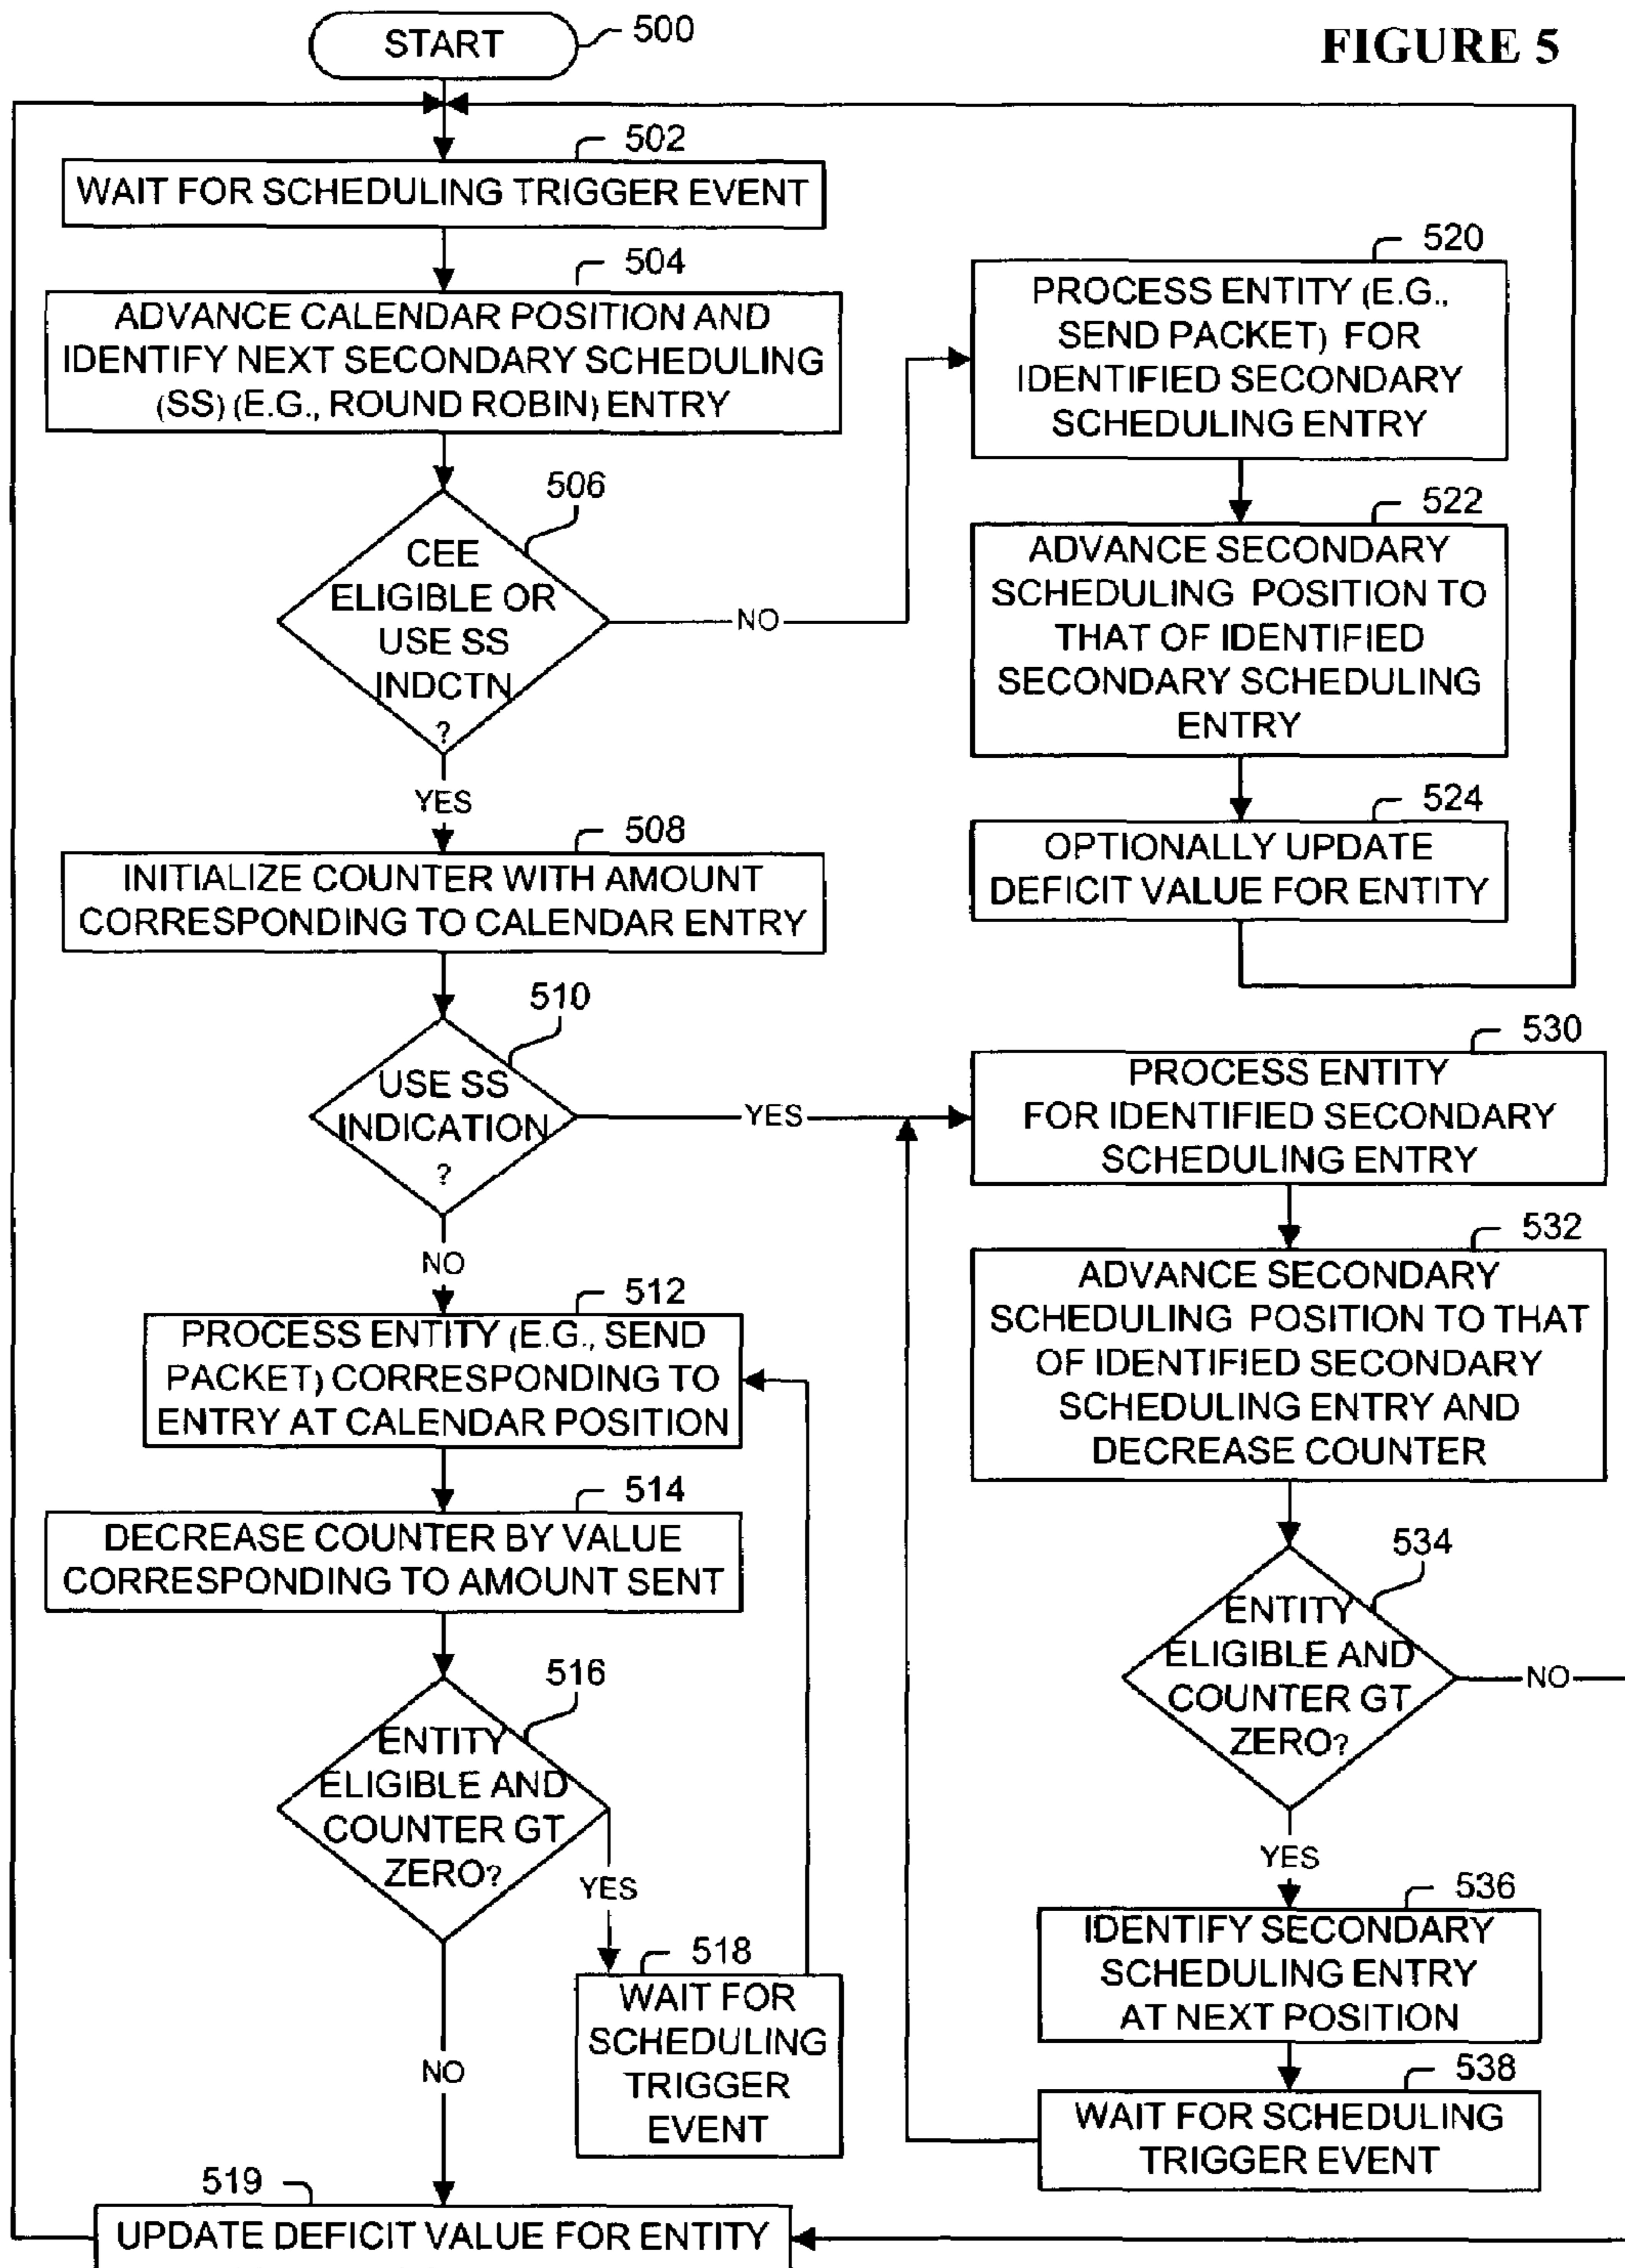 FIGURE 5
START
500
502
WAIT FOR SCHEDULING TRIGGER EVENT
504
ADVANCE CALENDAR POSITION AND
IDENTIFY NEXT SECONDARY SCHEDULING
(SS) (E.G., ROUND ROBIN) ENTRY
506
CEE
ELIGIBLE OR
USE SS
INDCTN
?
NO
YES
520
PROCESS ENTITY (E.G.,
SEND PACKET) FOR
IDENTIFIED SECONDARY
SCHEDULING ENTRY
522
ADVANCE SECONDARY
SCHEDULING POSITION TO
THAT OF IDENTIFIED
SECONDARY SCHEDULING
ENTRY
524
OPTIONALLY UPDATE
DEFICIT VALUE FOR ENTITY
508
INITIALIZE COUNTER WITH AMOUNT
CORRESPONDING TO CALENDAR ENTRY
510
USE SS
INDICATION
?
YES
NO
512
PROCESS ENTITY (E.G., SEND
PACKET) CORRESPONDING TO
ENTRY AT CALENDAR POSITION
514
DECREASE COUNTER BY VALUE
CORRESPONDING TO AMOUNT SENT
516
ENTITY
ELIGIBLE AND
COUNTER GT
ZERO?
YES
NO
518
WAIT FOR
SCHEDULING
TRIGGER
EVENT
519
UPDATE DEFICIT VALUE FOR ENTITY
530
PROCESS ENTITY
FOR IDENTIFIED SECONDARY
SCHEDULING ENTRY
532
ADVANCE SECONDARY
SCHEDULING POSITION TO THAT
OF IDENTIFIED SECONDARY
SCHEDULING ENTRY AND
DECREASE COUNTER
534
ENTITY
ELIGIBLE AND
COUNTER GT
ZERO?
NO
YES
536
IDENTIFY SECONDARY
SCHEDULING ENTRY
AT NEXT POSITION
538
WAIT FOR SCHEDULING
TRIGGER EVENT